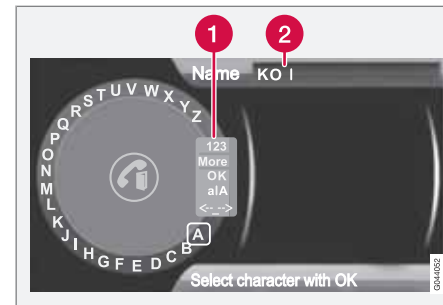 1 2
Name KO I
S T U V W X Y Z
R
Q
P
O
N
M
L
K
J
I
H G F E D C B A
123
More
OK
a|A
<-- -->
Select character with OK
G044052